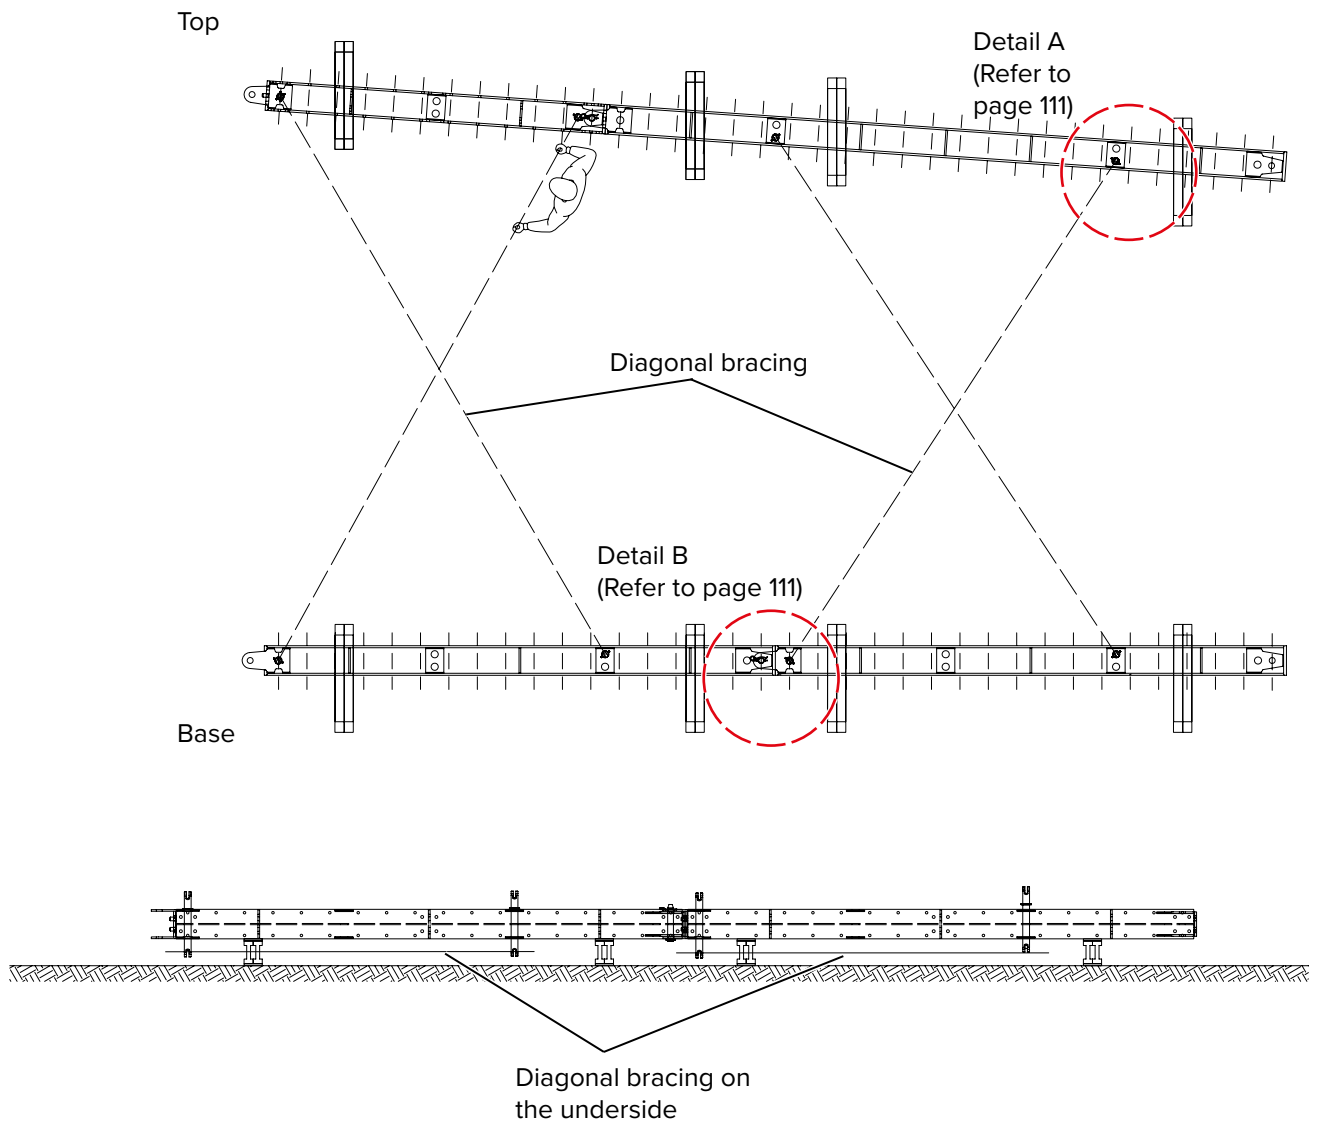 Top
Detail A
(Refer to
page 111)
Diagonal bracing
Detail B
(Refer to page 111)
Base
Diagonal bracing on
the underside